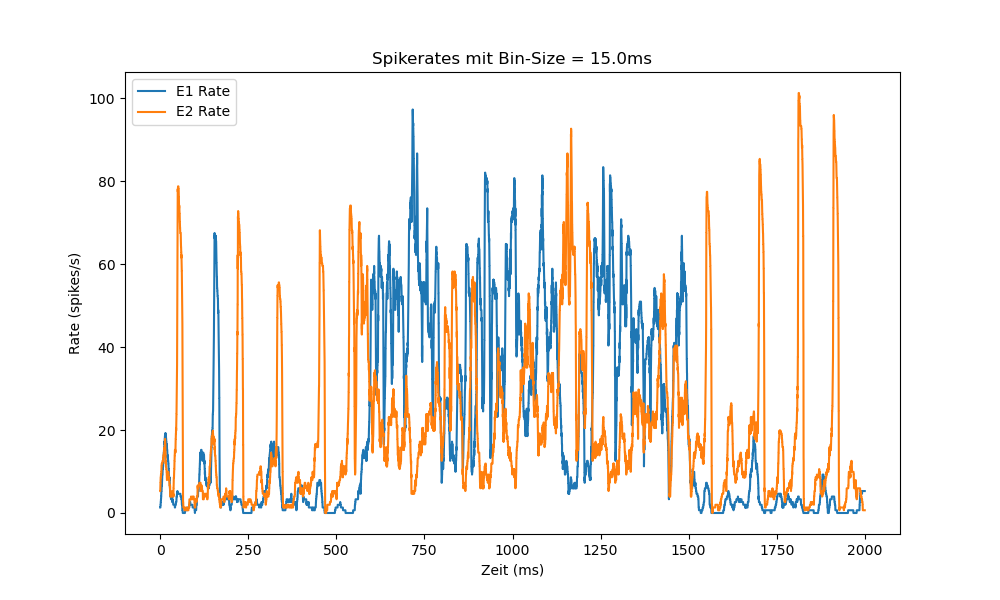 Spikerates mit Bin-Size = 15.0ms
E1 Rate
E2 Rate
100
80
60
40
20
0
Rate (spikes/s)
0 250 500 750 1000 1250 1500 1750 2000
Zeit (ms)